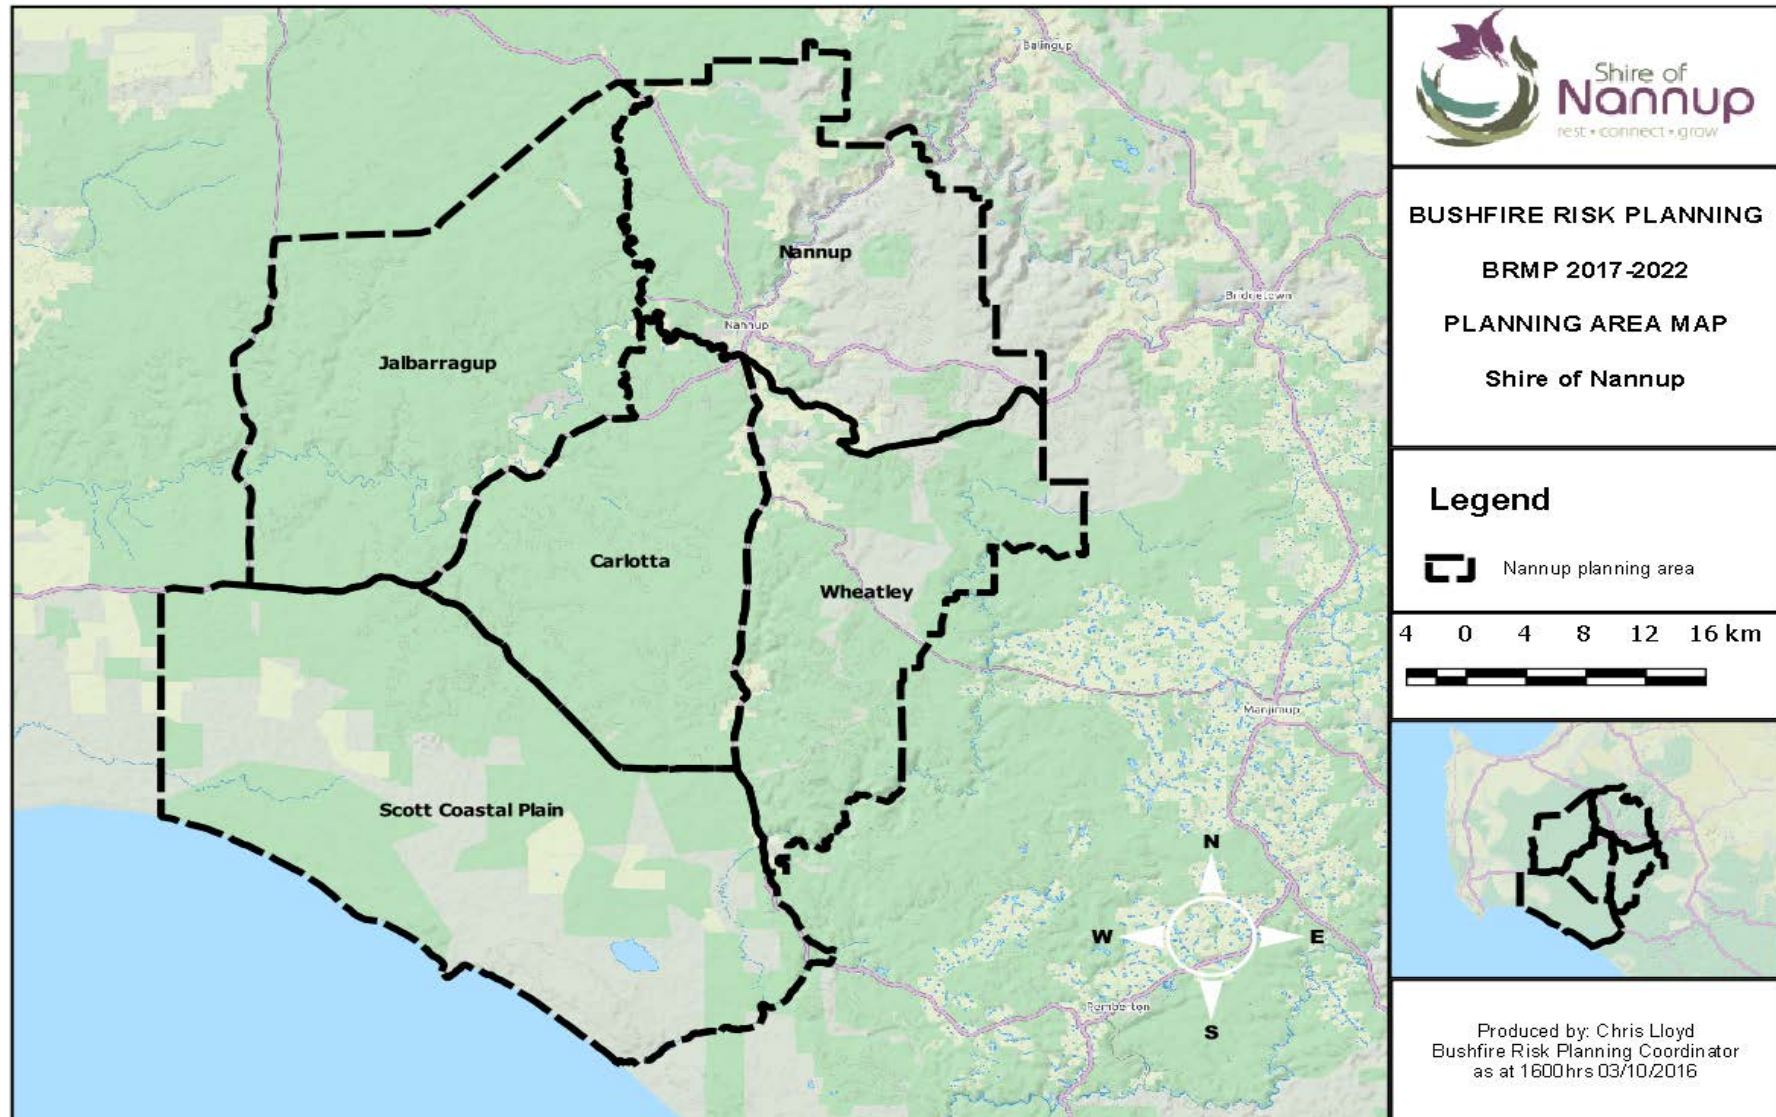 Balingup
Nannup
Bridgetown
Nannup
Jalbarragup
Carlotta
Wheatley
Manjimup
Scott Coastal Plain
N
W
E
S
Pemberton
Shire of
Nannup
rest • connect • grow
BUSHFIRE RISK PLANNING
BRMP 2017-2022
PLANNING AREA MAP
Shire of Nannup
Legend
Nannup planning area
4 0 4 8 12 16 km
Produced by: Chris Lloyd
Bushfire Risk Planning Coordinator
as at 1600hrs 03/10/2016